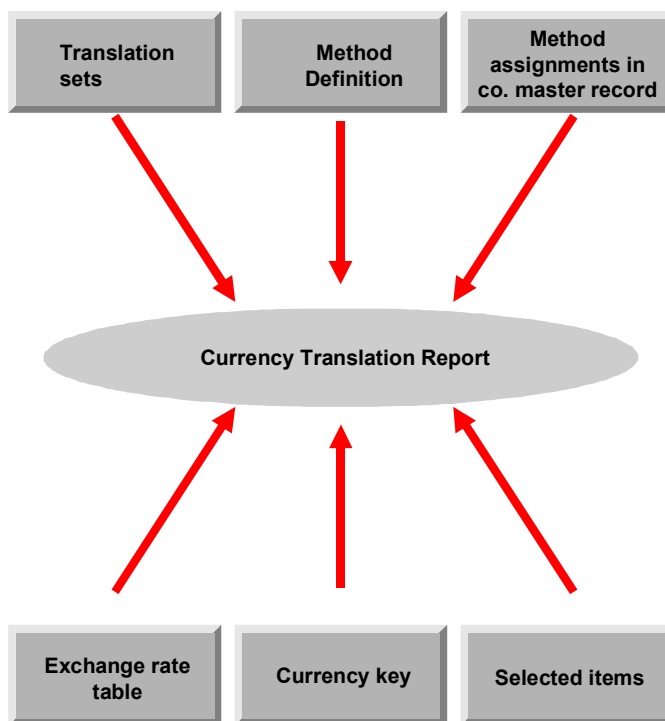 Translation
sets
Method
Definition
Method
assignments in
co. master record
Currency Translation Report
Exchange rate
table
Currency key
Selected items